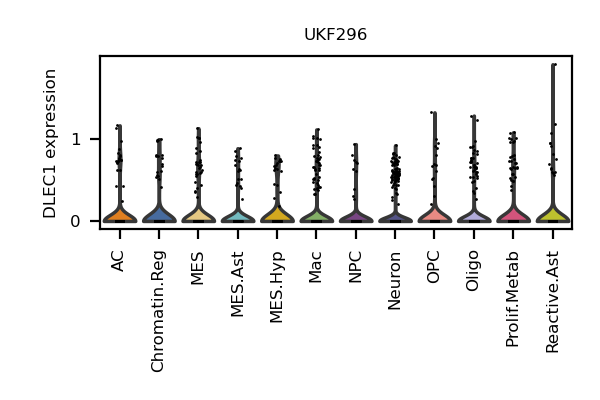 UKF296
DLEC1 expression
1
0
AC
Chromatin.Reg
MES
MES.Ast
MES.Hyp
Mac
NPC
Neuron
OPC
Oligo
Prolif.Metab
Reactive.Ast